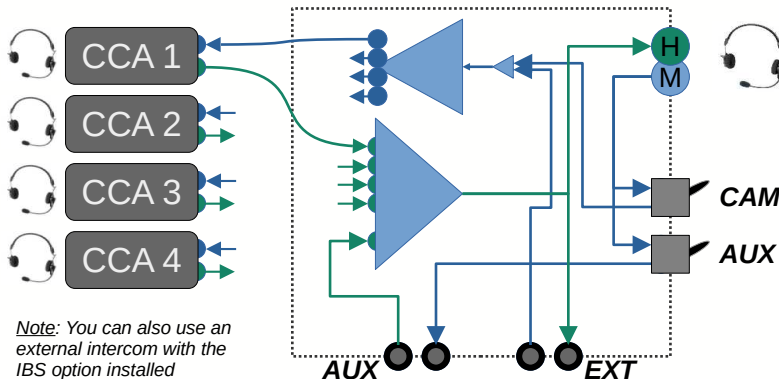 CCA 1
CCA 2
CCA 3
CCA 4
H
M
CAM
AUX
Note: You can also use an
external intercom with the
IBS option installed
AUX
EXT